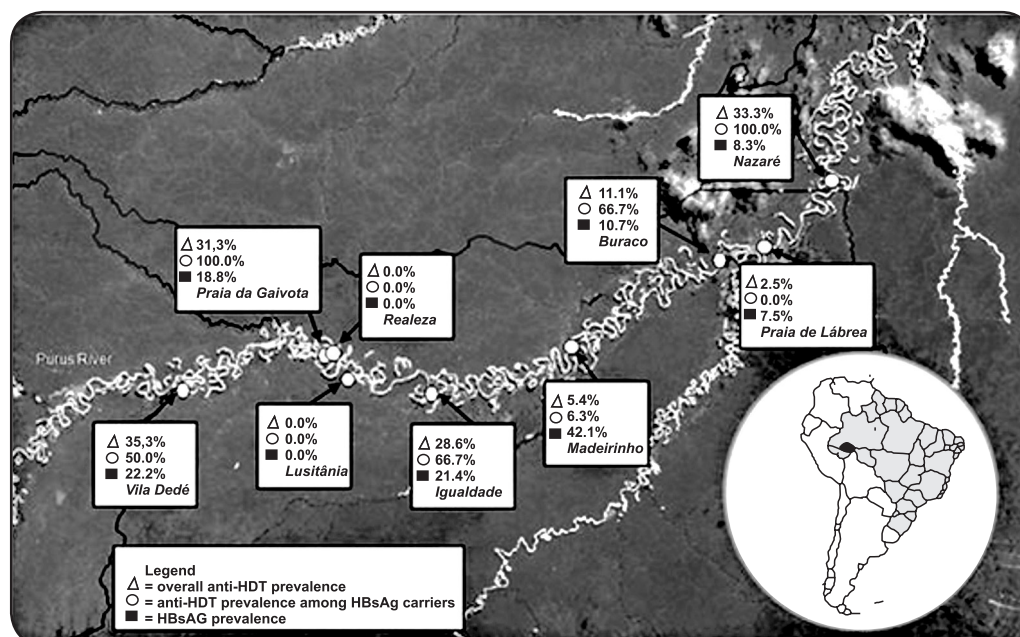 △ 33.3%
○ 100.0%
■ 8.3%
Nazaré
△ 11.1%
○ 66.7%
■ 10.7%
Buraco
△ 31,3%
○ 100.0%
■ 18.8%
Praia da Gaivota
△ 0.0%
○ 0.0%
■ 0.0%
Realeza
△ 2.5%
○ 0.0%
■ 7.5%
Praia de Lábrea
Purus River
△ 35,3%
○ 50.0%
■ 22.2%
Vila Dedé
△ 0.0%
○ 0.0%
■ 0.0%
Lusitânia
△ 28.6%
○ 66.7%
■ 21.4%
Igualdade
△ 5.4%
○ 6.3%
■ 42.1%
Madeirinho
Legend
△ = overall anti-HDT prevalence
○ = anti-HDT prevalence among HBsAg carriers
■ = HBsAG prevalence